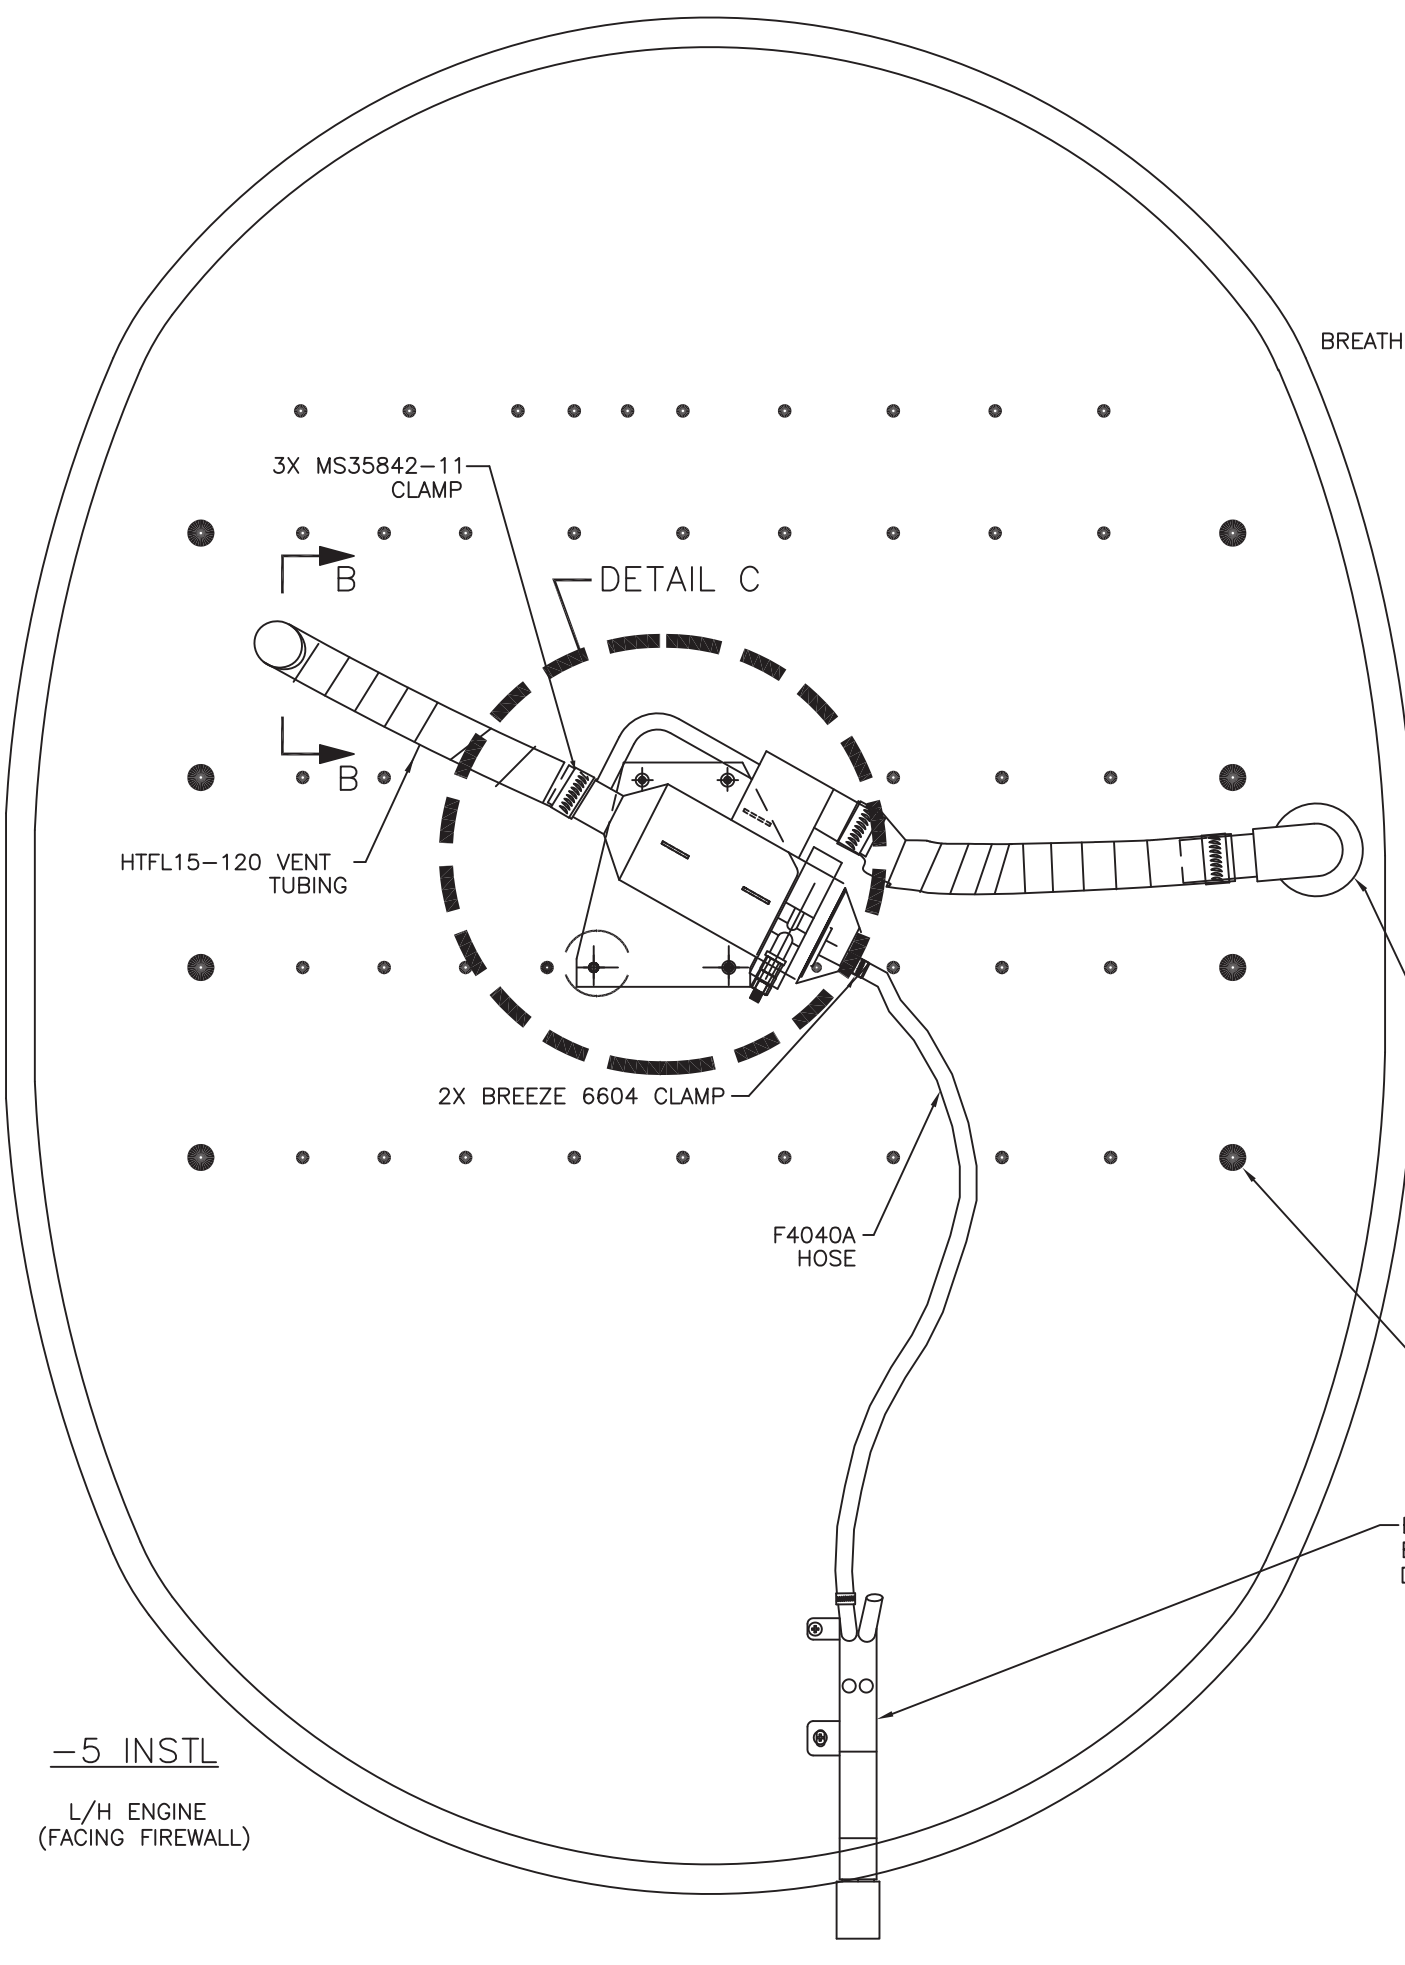 BREATH
3X MS35842-11
CLAMP
B
DETAIL C
B
HTFL15-120 VENT
TUBING
2X BREEZE 6604 CLAMP
F4040A
HOSE
-5 INSTL
L/H ENGINE
(FACING FIREWALL)